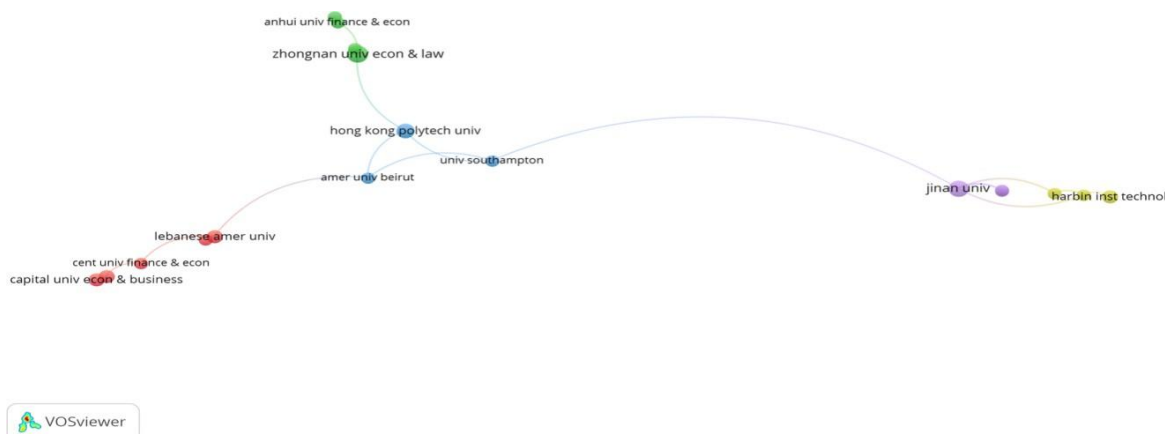 anhui univ finance & econ
zhongnan univ econ & law
hong kong polytech univ
univ southampton
amer univ beirut
jinan univ
harbin inst technol
lebanese amer univ
cent univ finance & econ
capital univ econ & business
VOSviewer